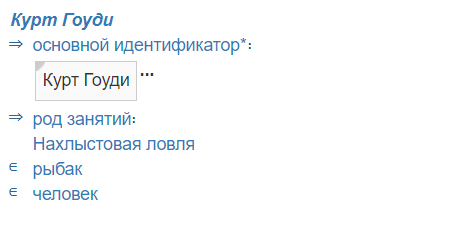 Курт Гоуди
⇒ основной идентификатор*:
Курт Гоуди ...
⇒ род занятий:
Нахлыстовая ловля
∈ рыбак
∈ человек